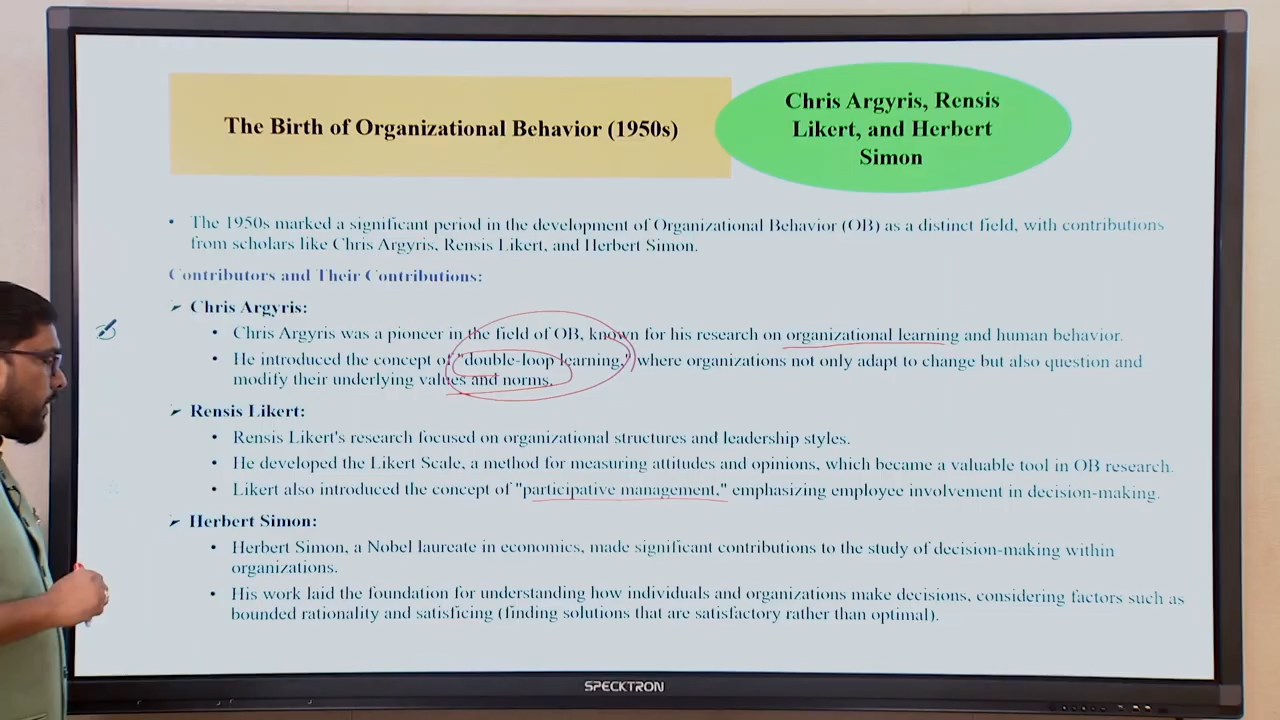 The Birth of Organizational Behavior (1950s)
Chris Argyris, Rensis
Likert, and Herbert
Simon
• The 1950s marked a significant period in the development of Organizational Behavior (OB) as a distinct field, with contributions
from scholars like Chris Argyris, Rensis Likert, and Herbert Simon.
Contributors and Their Contributions:
➤ Chris Argyris:
• Chris Argyris was a pioneer in the field of OB, known for his research on organizational learning and human behavior.
• He introduced the concept of "double-loop learning," where organizations not only adapt to change but also question and
modify their underlying values and norms.
➤ Rensis Likert:
• Rensis Likert's research focused on organizational structures and leadership styles.
• He developed the Likert Scale, a method for measuring attitudes and opinions, which became a valuable tool in OB research.
• Likert also introduced the concept of "participative management," emphasizing employee involvement in decision-making.
➤ Herbert Simon:
• Herbert Simon, a Nobel laureate in economics, made significant contributions to the study of decision-making within
organizations.
• His work laid the foundation for understanding how individuals and organizations make decisions, considering factors such as
bounded rationality and satisficing (finding solutions that are satisfactory rather than optimal).
SPECKTRON